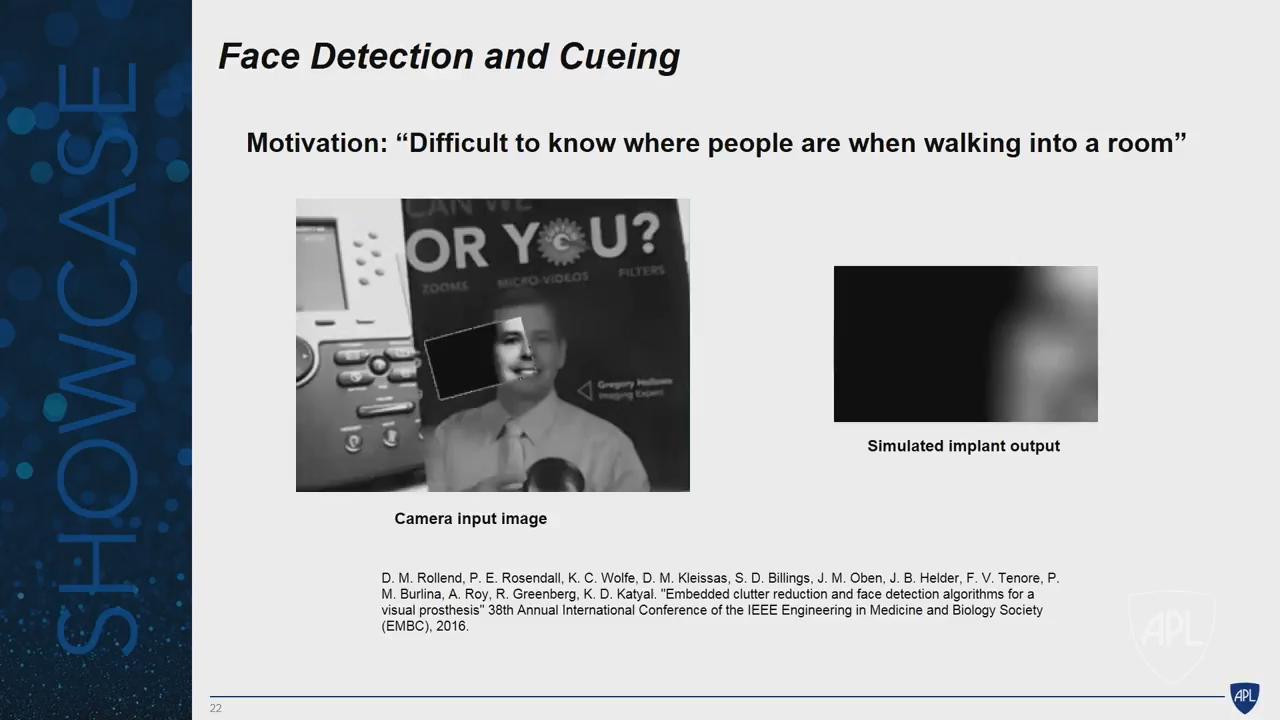 SHOWCASE
Face Detection and Cueing
Motivation: “Difficult to know where people are when walking into a room”
CAN WE
OR YOU?
ZOOMS MICRO-VIDEOS FILTERS
Gregory Hollows
Imaging Expert
Simulated implant output
Camera input image
D. M. Rollend, P. E. Rosendall, K. C. Wolfe, D. M. Kleissas, S. D. Billings, J. M. Oben, J. B. Helder, F. V. Tenore, P.
M. Burlina, A. Roy, R. Greenberg, K. D. Katyal. "Embedded clutter reduction and face detection algorithms for a
visual prosthesis" 38th Annual International Conference of the IEEE Engineering in Medicine and Biology Society
(EMBC), 2016.
APL
22
APL